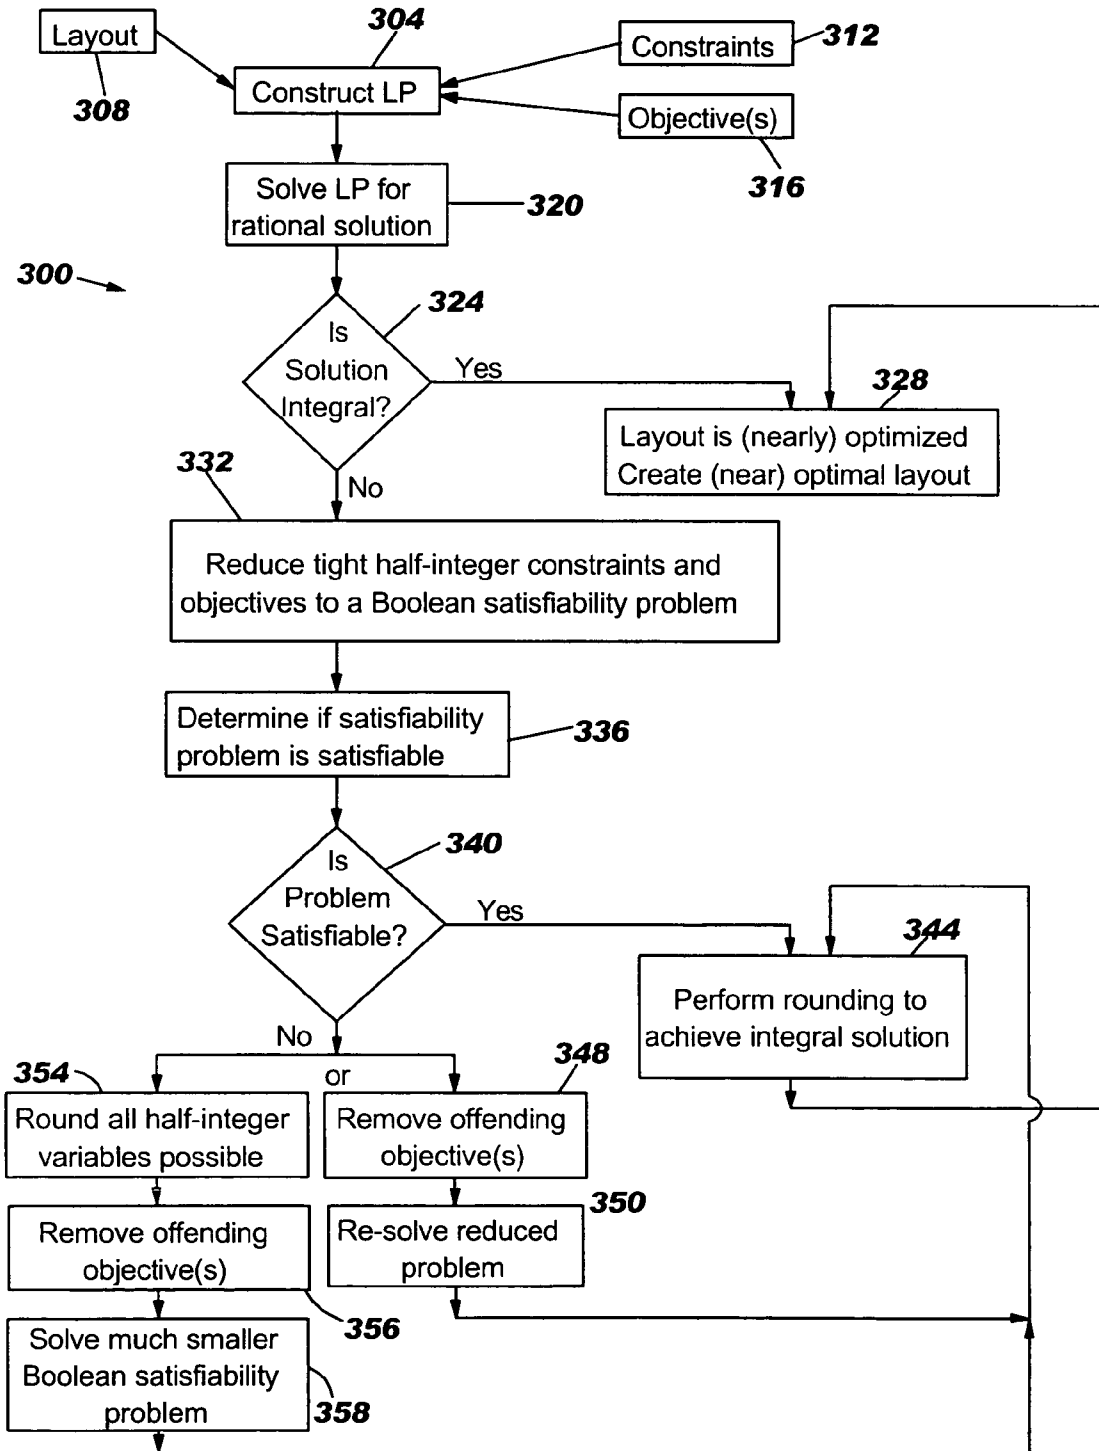 304
Layout
Constraints
312
308
Construct LP
Objective(s)
316
Solve LP for
rational solution
320
300
324
Is
Solution
Integral?
Yes
328
Layout is (nearly) optimized
Create (near) optimal layout
332
No
Reduce tight half-integer constraints and
objectives to a Boolean satisfiability problem
Determine if satisfiability
problem is satisfiable
336
340
Is
Problem
Satisfiable?
Yes
344
Perform rounding to
achieve integral solution
No
or
354
348
Round all half-integer
variables possible
Remove offending
objective(s)
350
Remove offending
objective(s)
Re-solve reduced
problem
356
Solve much smaller
Boolean satisfiability
problem
358